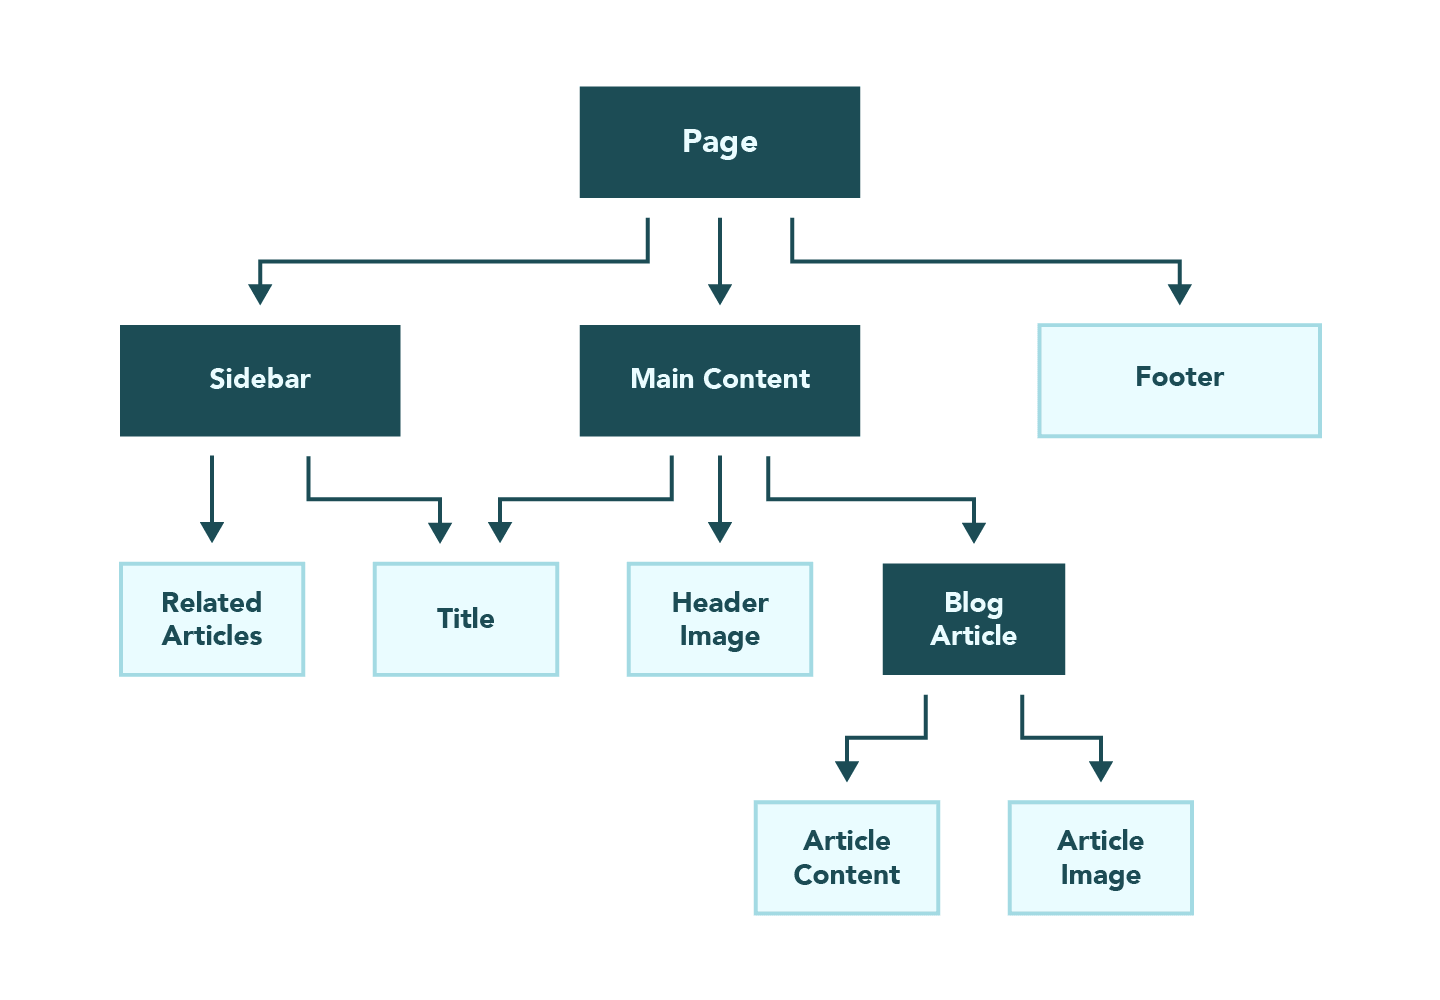 Page
Sidebar
Main Content
Footer
Related
Articles
Title
Header
Image
Blog
Article
Article
Content
Article
Image